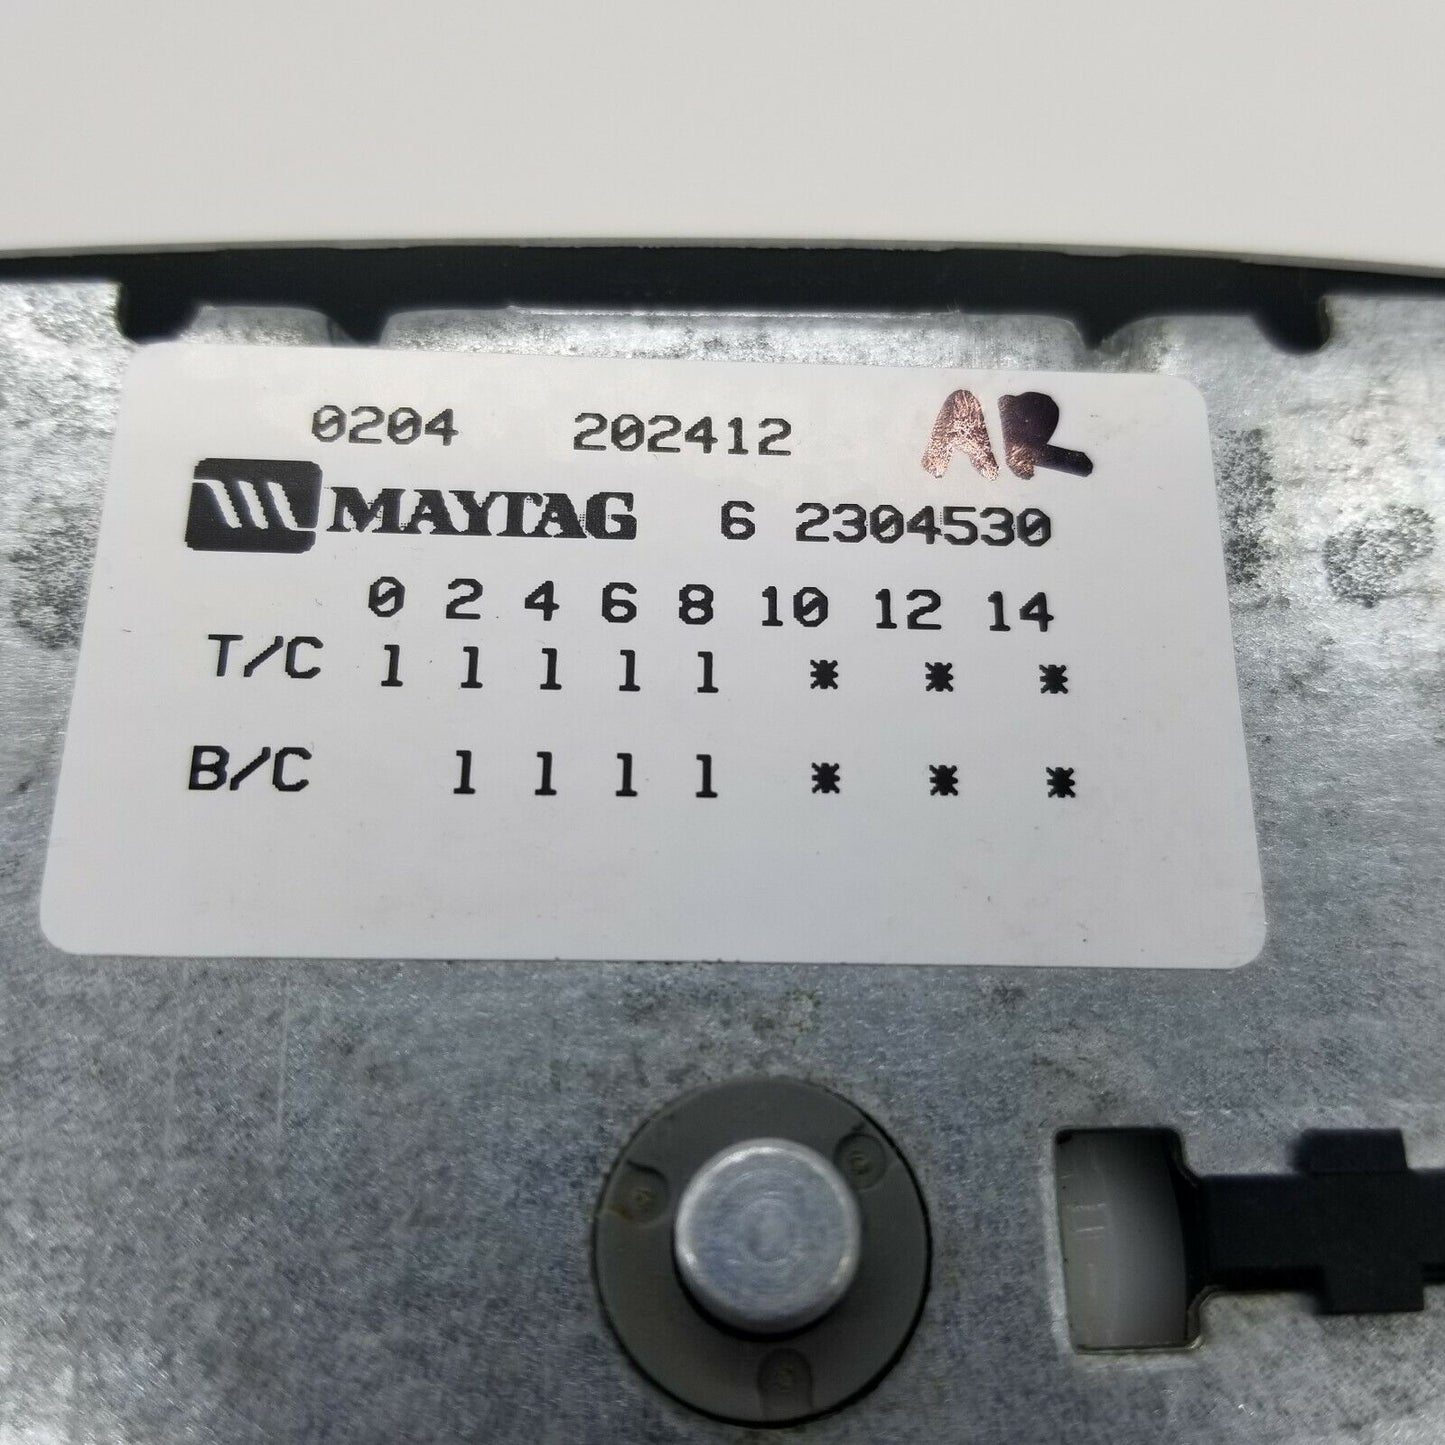 0204 202412 AR
MAYTAG 6 2304530
0 2 4 6 8 10 12 14
T/C 1 1 1 1 1 * * *
B/C 1 1 1 1 * * *